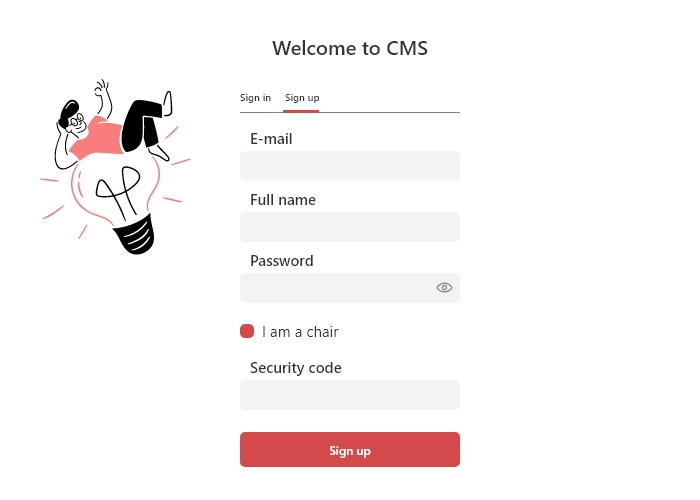 Welcome to CMS
Sign in Sign up
E-mail
Full name
Password
I am a chair
Security code
Sign up